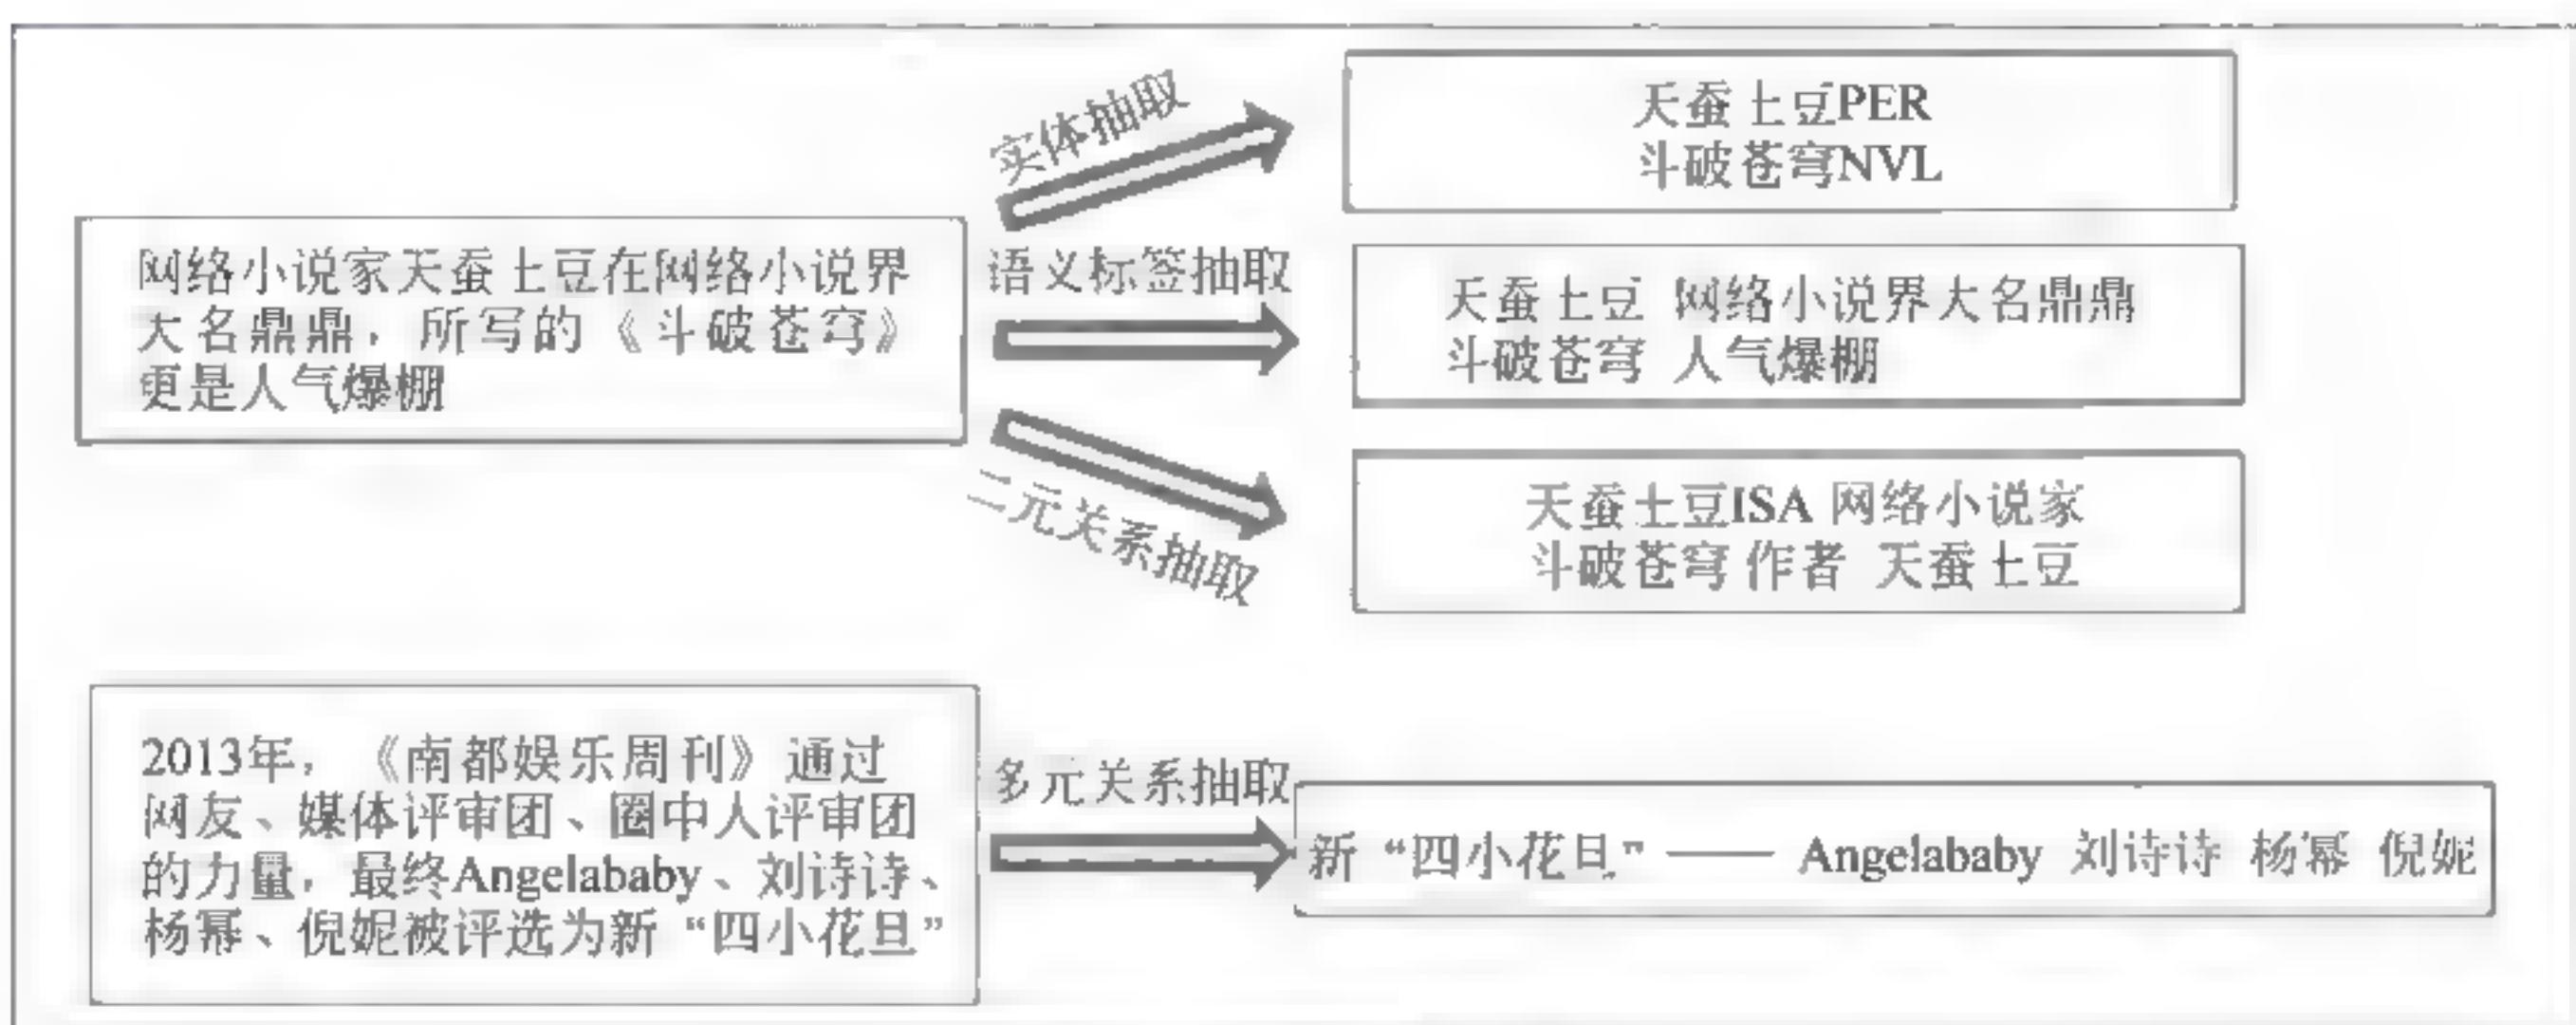 网络小说家天蚕土豆在网络小说界
大名鼎鼎，所写的《斗破苍穹》
更是人气爆棚
实体抽取
天蚕土豆PER
斗破苍穹NVL
语义标签抽取
天蚕土豆 网络小说界大名鼎鼎
斗破苍穹 人气爆棚
二元关系抽取
天蚕土豆ISA 网络小说家
斗破苍穹 作者 天蚕土豆
2013年，《南都娱乐周刊》通过
网友、媒体评审团、圈中人评审团
的力量，最终Angelababy、刘诗诗、
杨幂、倪妮被评选为新“四小花旦”
多元关系抽取
新“四小花旦”—— Angelababy 刘诗诗 杨幂 倪妮